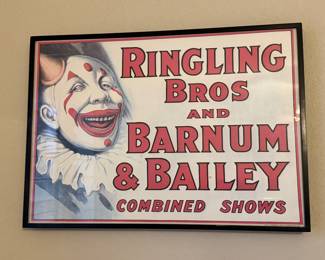 RINGLING
BROS
AND
BARNUM
& BAILEY
COMBINED SHOWS